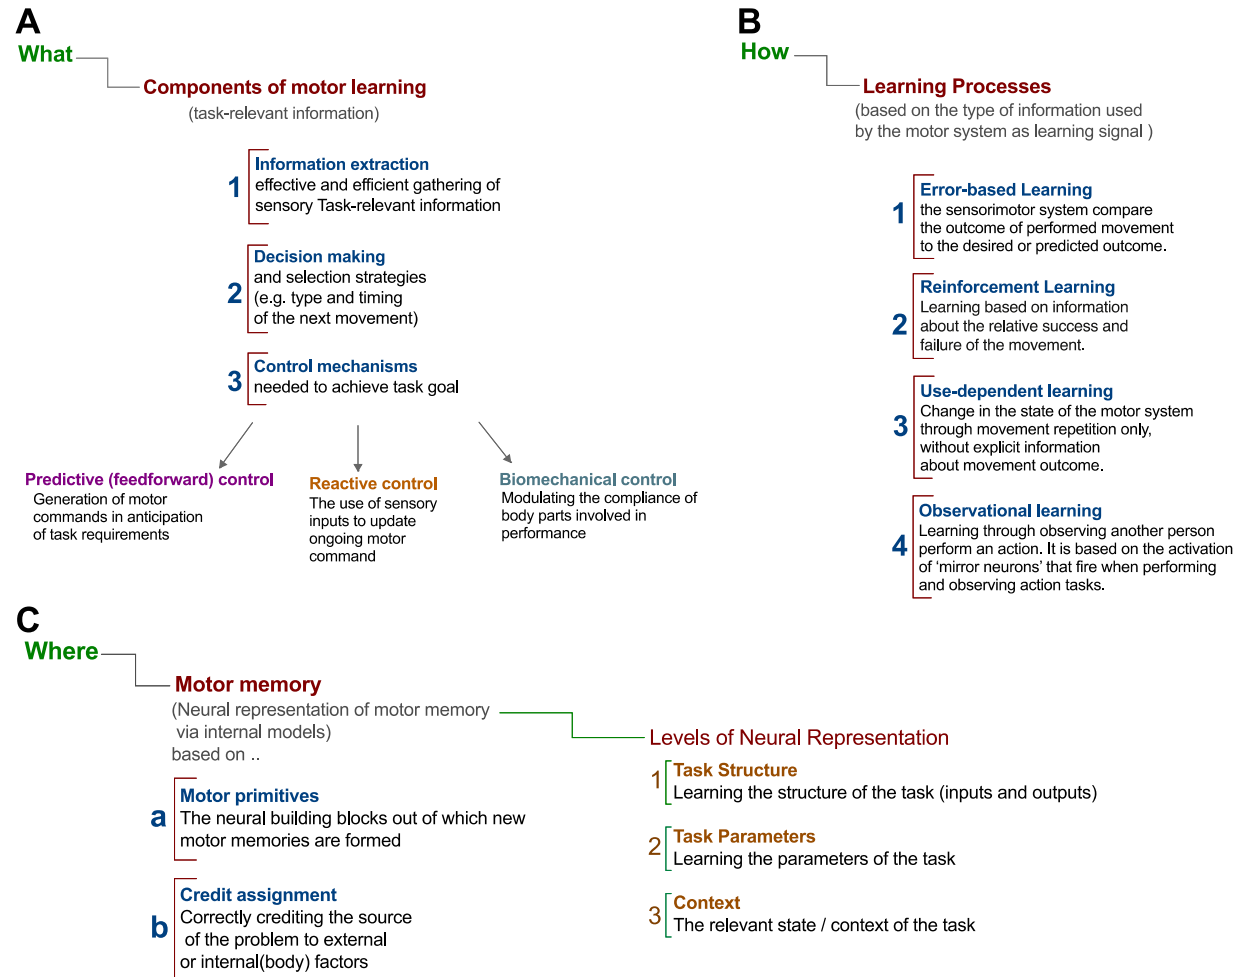 A
What
Components of motor learning
(task-relevant information)
1
Information extraction
effective and efficient gathering of
sensory Task-relevant information
2
Decision making
and selection strategies
(e.g. type and timing
of the next movement)
3
Control mechanisms
needed to achieve task goal
Predictive (feedforward) control
Generation of motor
commands in anticipation
of task requirements
Reactive control
The use of sensory
inputs to update
ongoing motor
command
Biomechanical control
Modulating the compliance of
body parts involved in
performance
B
How
Learning Processes
(based on the type of information used
by the motor system as learning signal )
1
Error-based Learning
the sensorimotor system compare
the outcome of performed movement
to the desired or predicted outcome.
2
Reinforcement Learning
Learning based on information
about the relative success and
failure of the movement.
3
Use-dependent learning
Change in the state of the motor system
through movement repetition only,
without explicit information
about movement outcome.
4
Observational learning
Learning through observing another person
perform an action. It is based on the activation
of ‘mirror neurons’ that fire when performing
and observing action tasks.
C
Where
Motor memory
(Neural representation of motor memory
via internal models)
based on ..
a
Motor primitives
The neural building blocks out of which new
motor memories are formed
b
Credit assignment
Correctly crediting the source
of the problem to external
or internal(body) factors
Levels of Neural Representation
1
Task Structure
Learning the structure of the task (inputs and outputs)
2
Task Parameters
Learning the parameters of the task
3
Context
The relevant state / context of the task